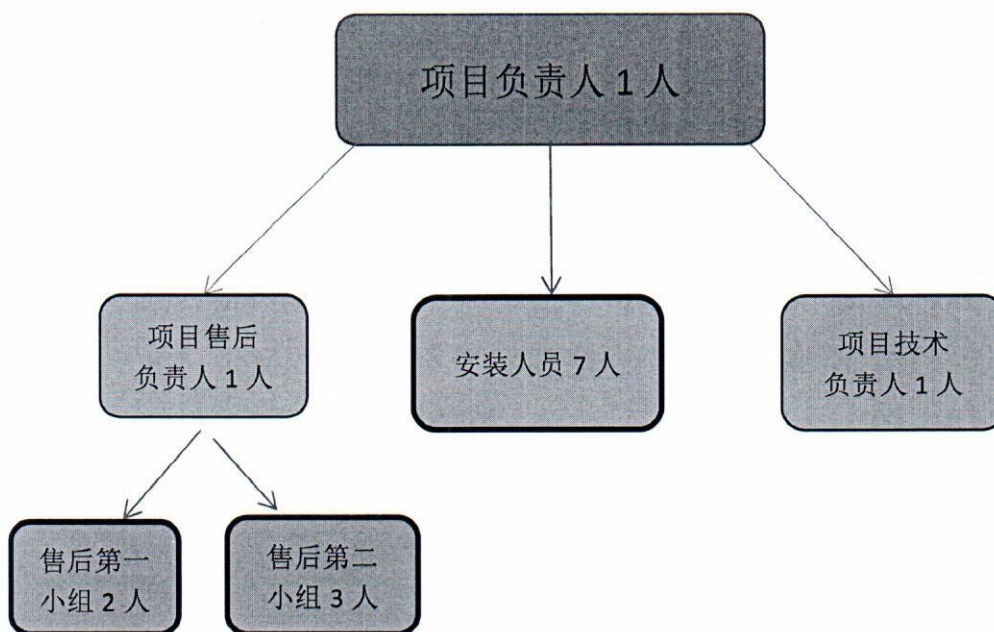 项目负责人 1 人
项目售后
负责人 1 人
安装人员 7 人
项目技术
负责人 1 人
售后第一
小组 2 人
售后第二
小组 3 人